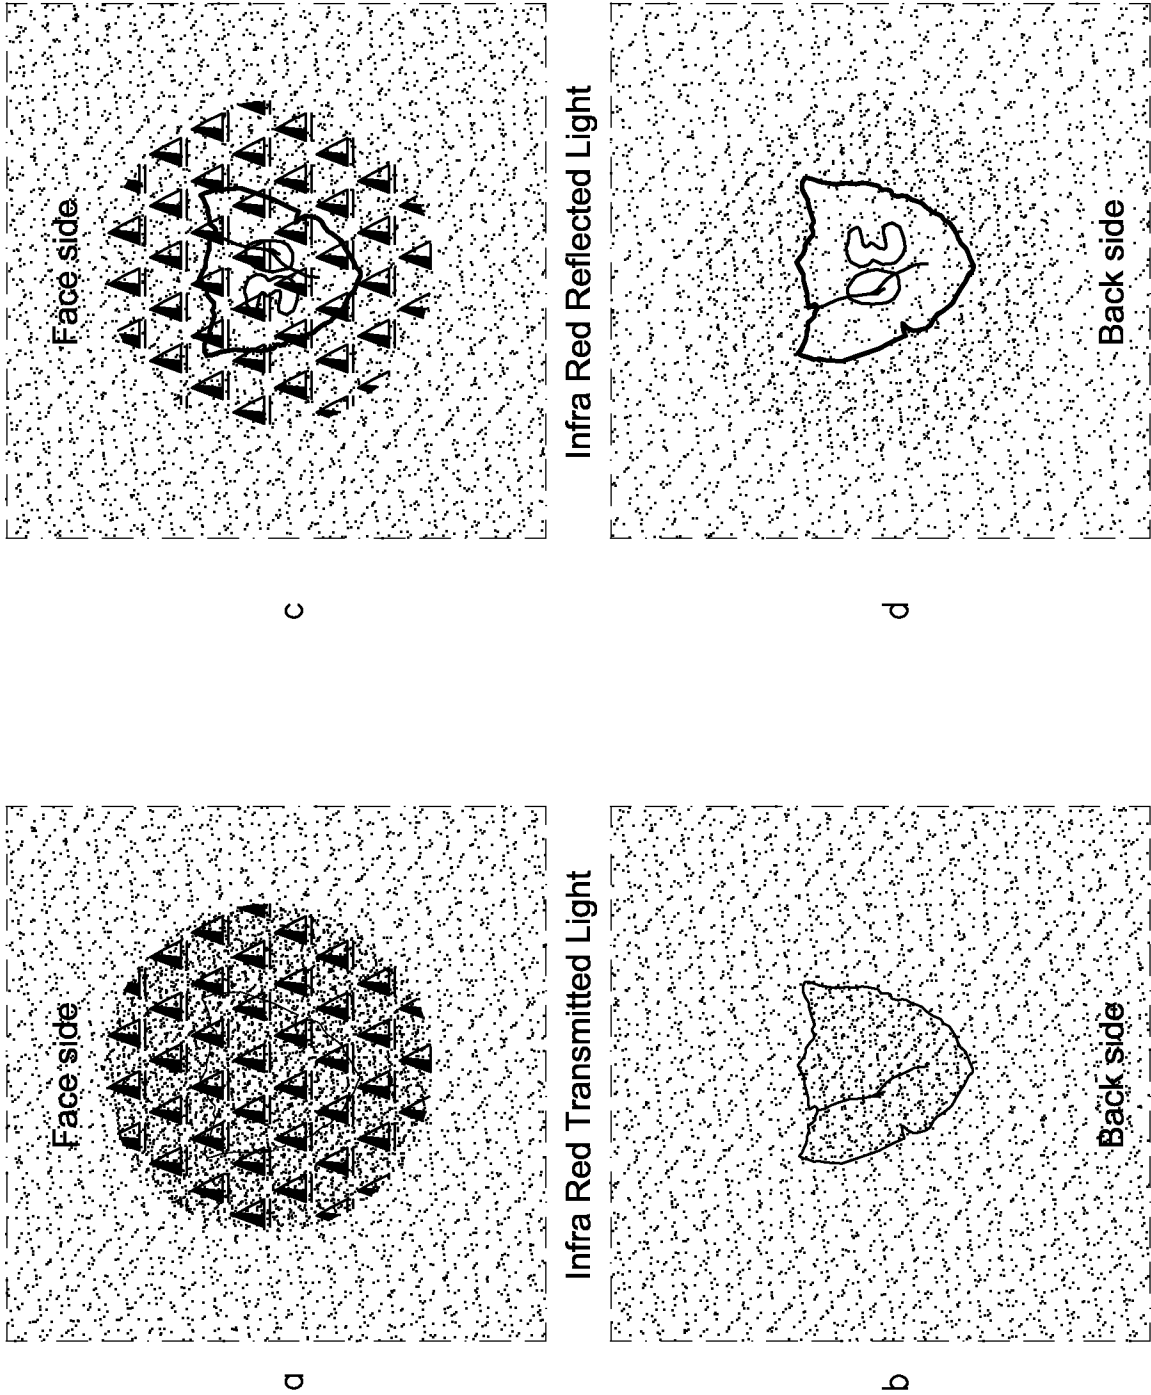 Face side
Face side
a
c
Infra Red Transmitted Light
Infra Red Reflected Light
b
d
Back side
Back side